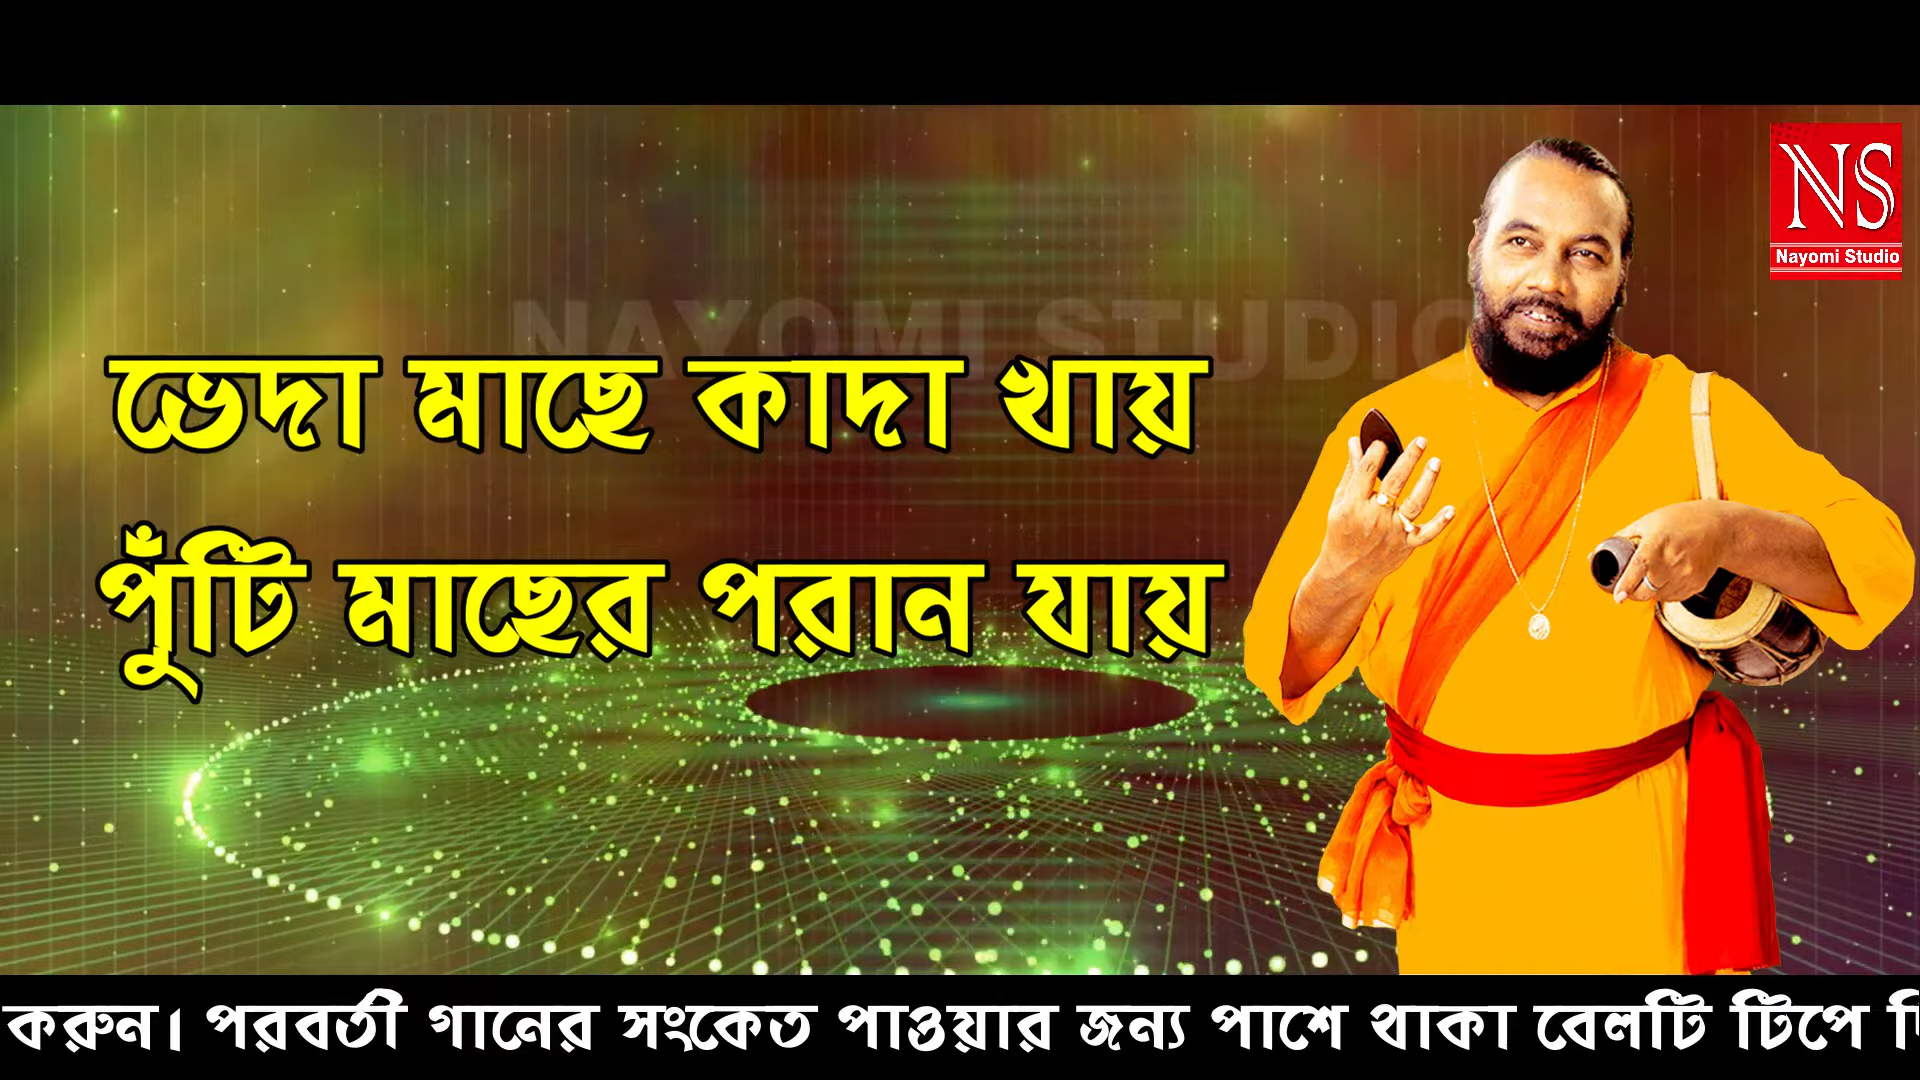 NS
Nayomi Studio
NAYOMI STUDIO
ভেদা মাছে কাদা খায়
পুঁটি মাছের পরান যায়
করুন। পরবর্তী গানের সংকেত পাওয়ার জন্য পাশে থাকা বেলটি টিপে